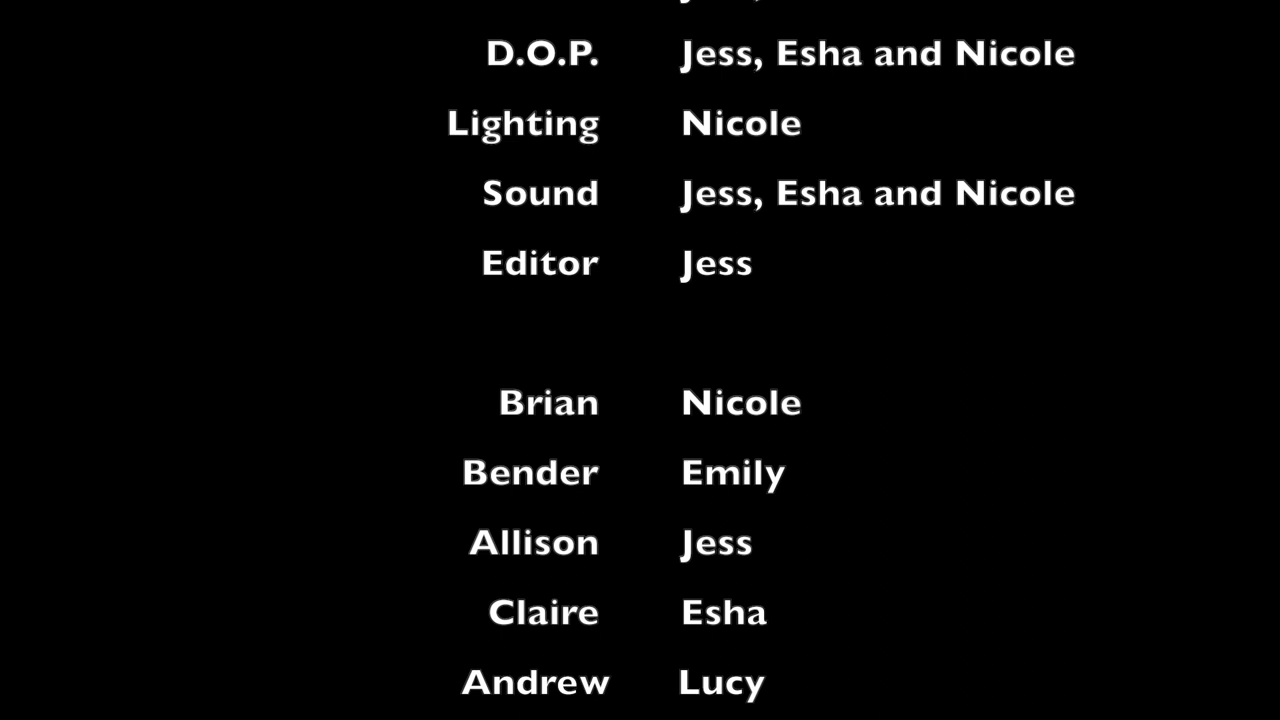 D.O.P. Jess, Esha and Nicole
Lighting Nicole
Sound Jess, Esha and Nicole
Editor Jess
Brian Nicole
Bender Emily
Allison Jess
Claire Esha
Andrew Lucy